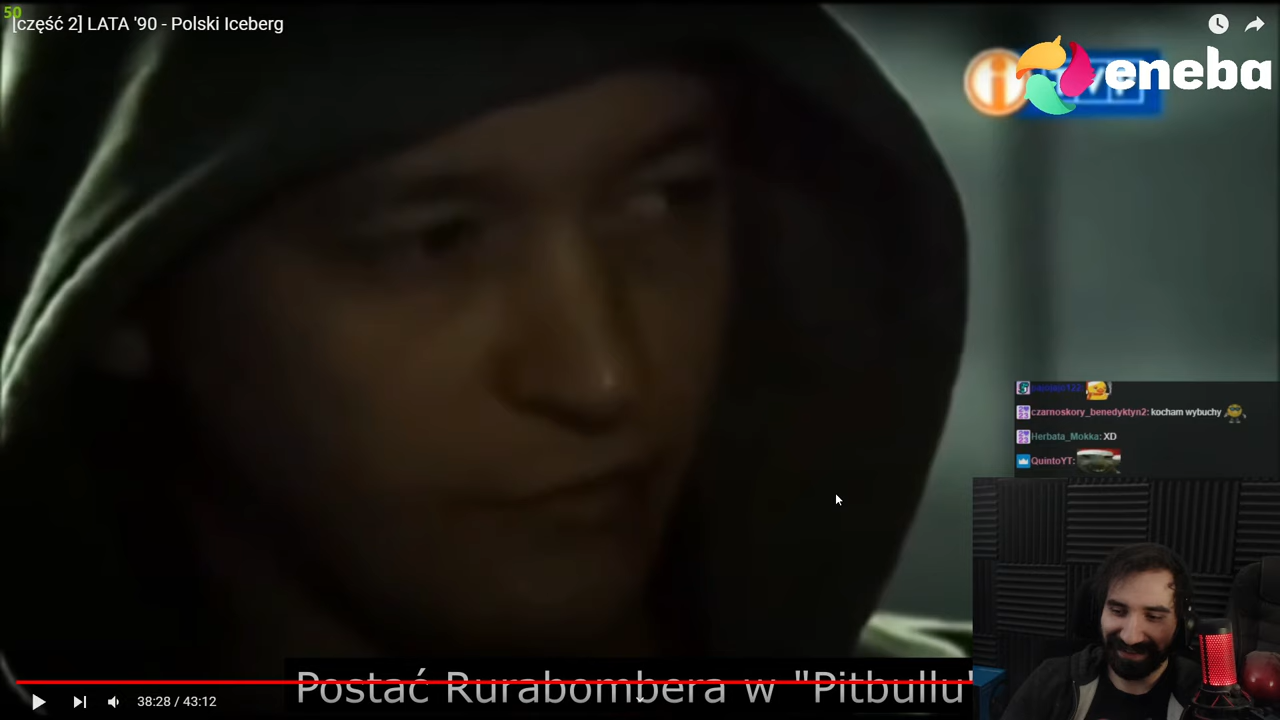 50
[część 2] LATA '90 - Polski Iceberg
eneba
czarnoskory_benedyktyn2: kocham wybuchy
Herbata_Mokka: XD
QuintoYT:
Postać Rurabombera w "Pitbullu"
38:28 / 43:12